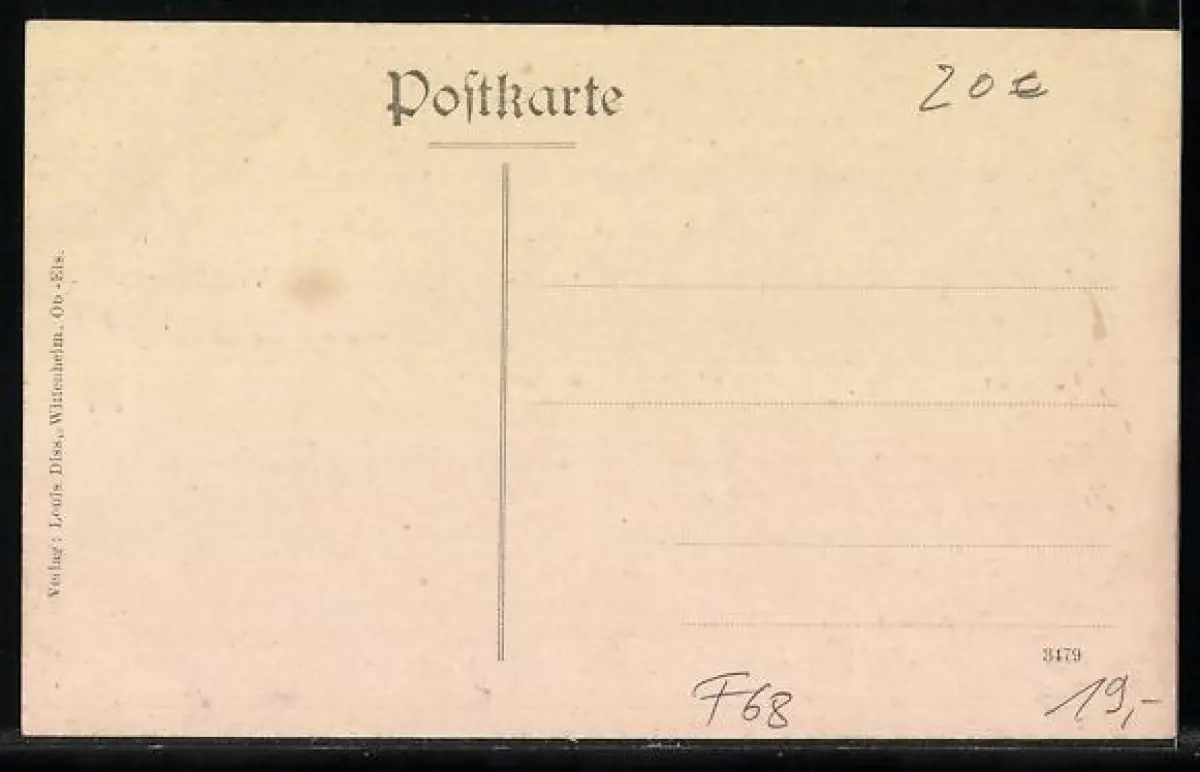 Poſtkarte
20 €
Verlag: Louis Diss, Wittenheim, Ob.-Els.
3479
F68
19,-